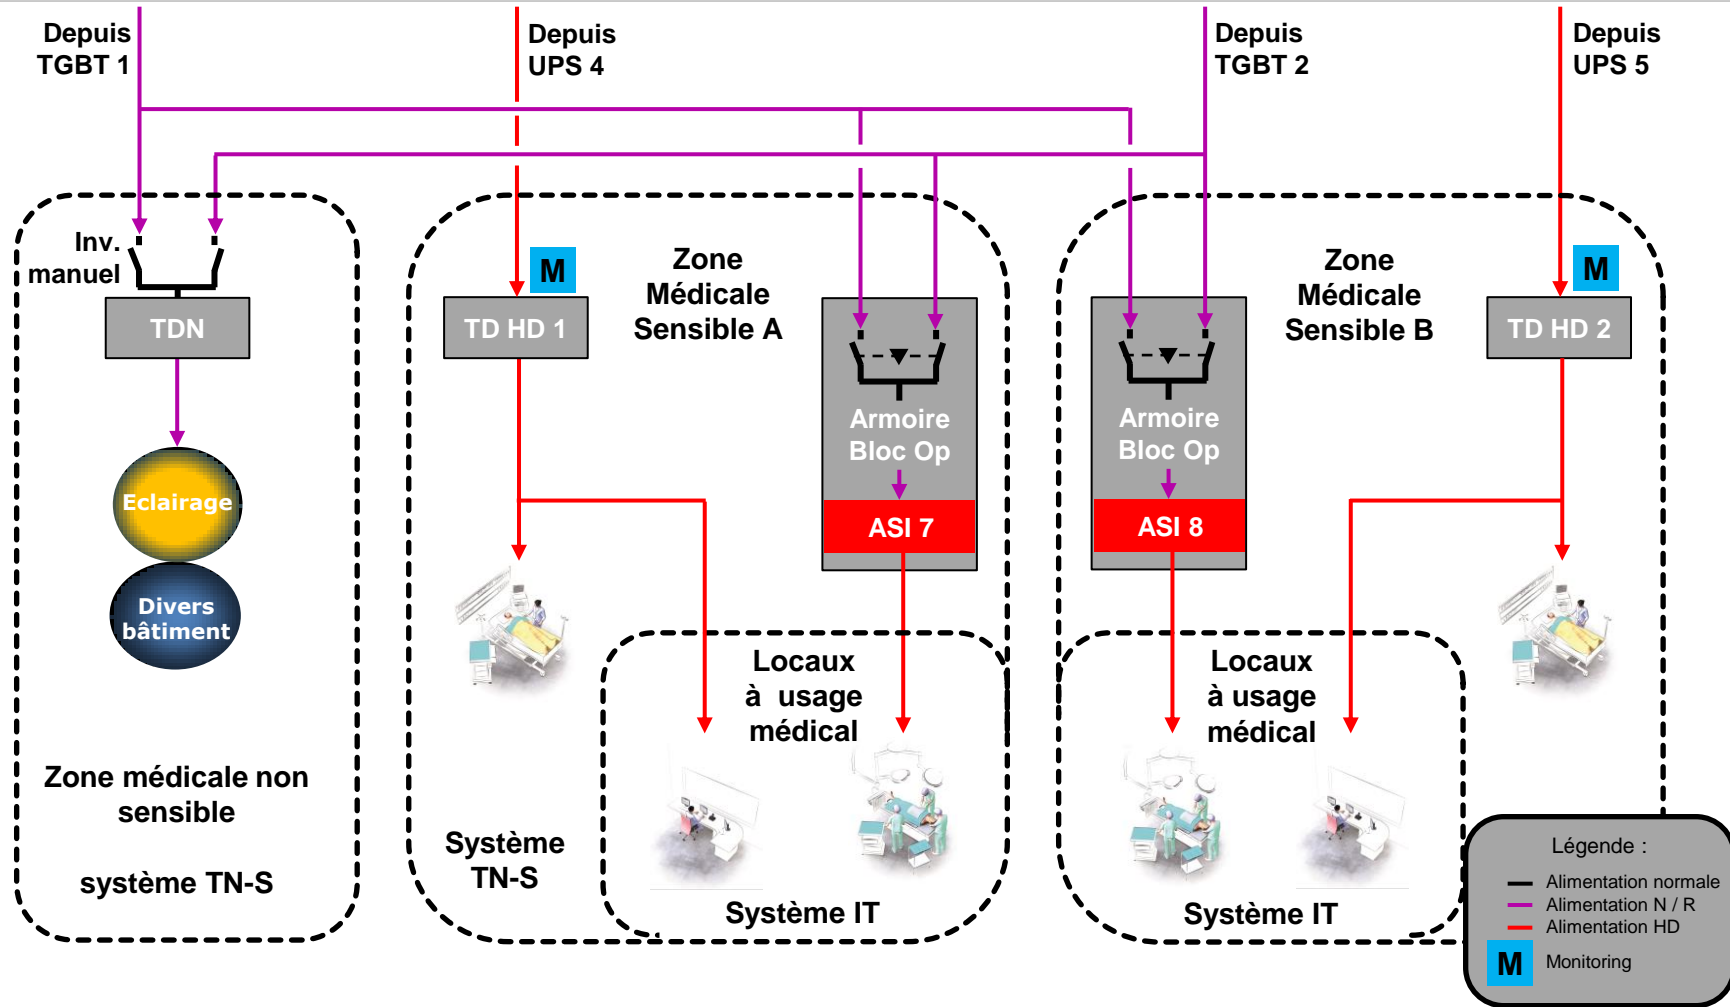 Depuis
TGBT 1
Depuis
UPS 4
Depuis
TGBT 2
Depuis
UPS 5
Inv.
manuel
TDN
Eclairage
Divers
bâtiment
Zone médicale non
sensible
système TN-S
M
TD HD 1
Zone
Médicale
Sensible A
Armoire
Bloc Op
ASI 7
Locaux
à usage
médical
Système
TN-S
Système IT
Armoire
Bloc Op
ASI 8
Zone
Médicale
Sensible B
M
TD HD 2
Locaux
à usage
médical
Système IT
Légende :
Alimentation normale
Alimentation N / R
Alimentation HD
M Monitoring